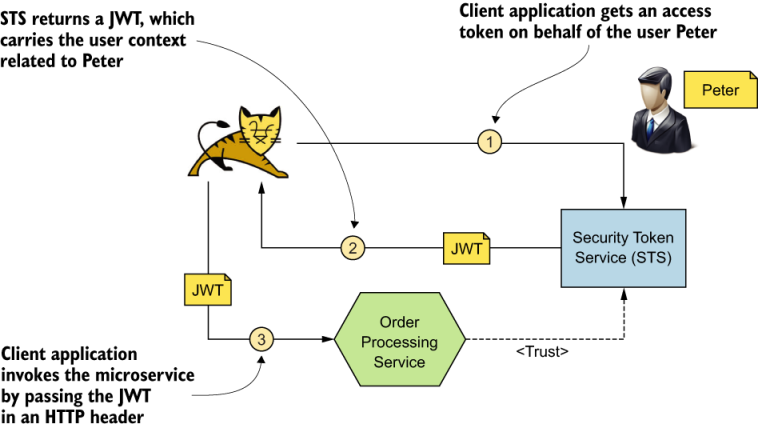 STS returns a JWT, which
carries the user context
related to Peter
Client application gets an access
token on behalf of the user Peter
Peter
1
2
JWT
Security Token
Service (STS)
JWT
3
Order
Processing
Service
<Trust>
Client application
invokes the microservice
by passing the JWT
in an HTTP header